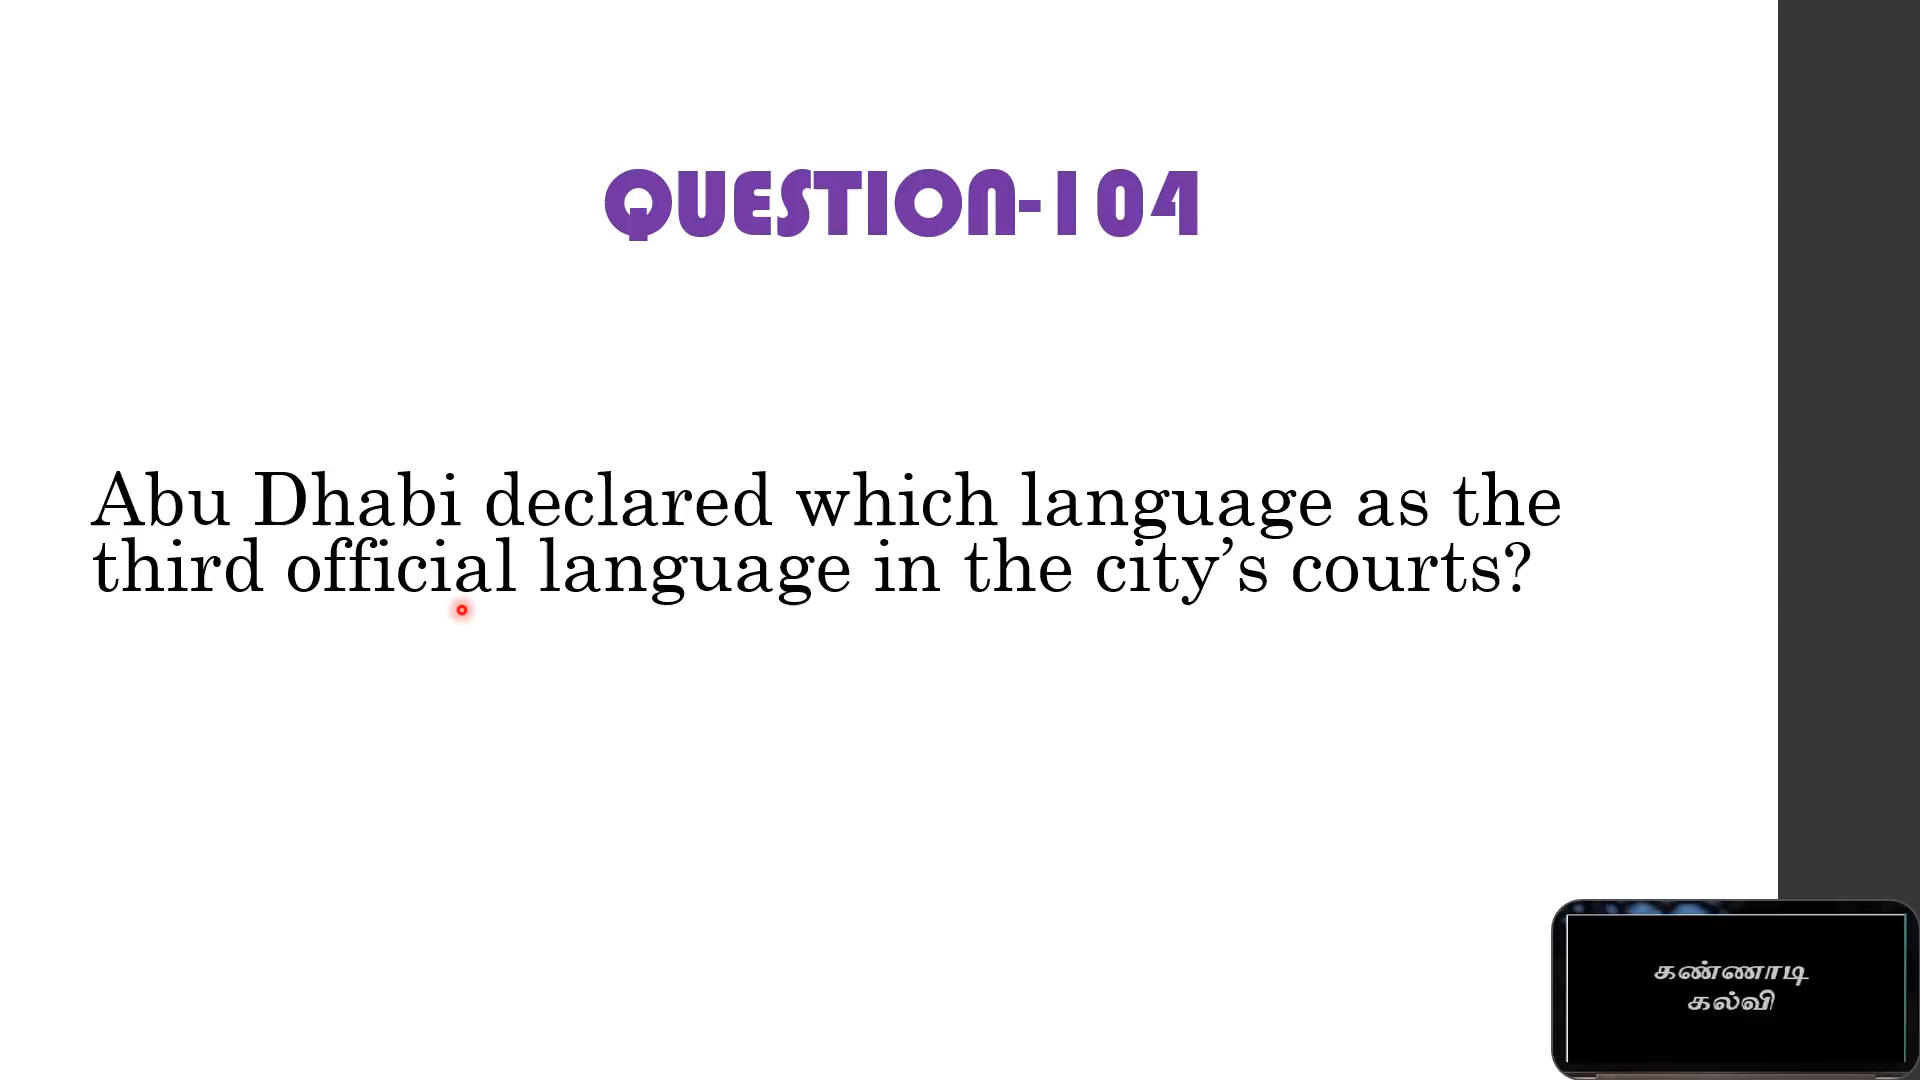 QUESTION-104
Abu Dhabi declared which language as the
third official language in the city’s courts?
கண்ணாடி
கல்வி